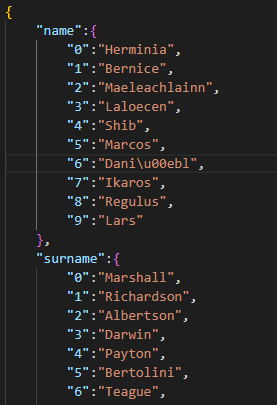 {
"name":{
"0":"Herminia",
"1":"Bernice",
"2":"Maeleachlainn",
"3":"Laloecen",
"4":"Shib",
"5":"Marcos",
"6":"Dani\u00ebl",
"7":"Ikaros",
"8":"Regulus",
"9":"Lars"
},
"surname":{
"0":"Marshall",
"1":"Richardson",
"2":"Albertson",
"3":"Darwin",
"4":"Payton",
"5":"Bertolini",
"6":"Teague",